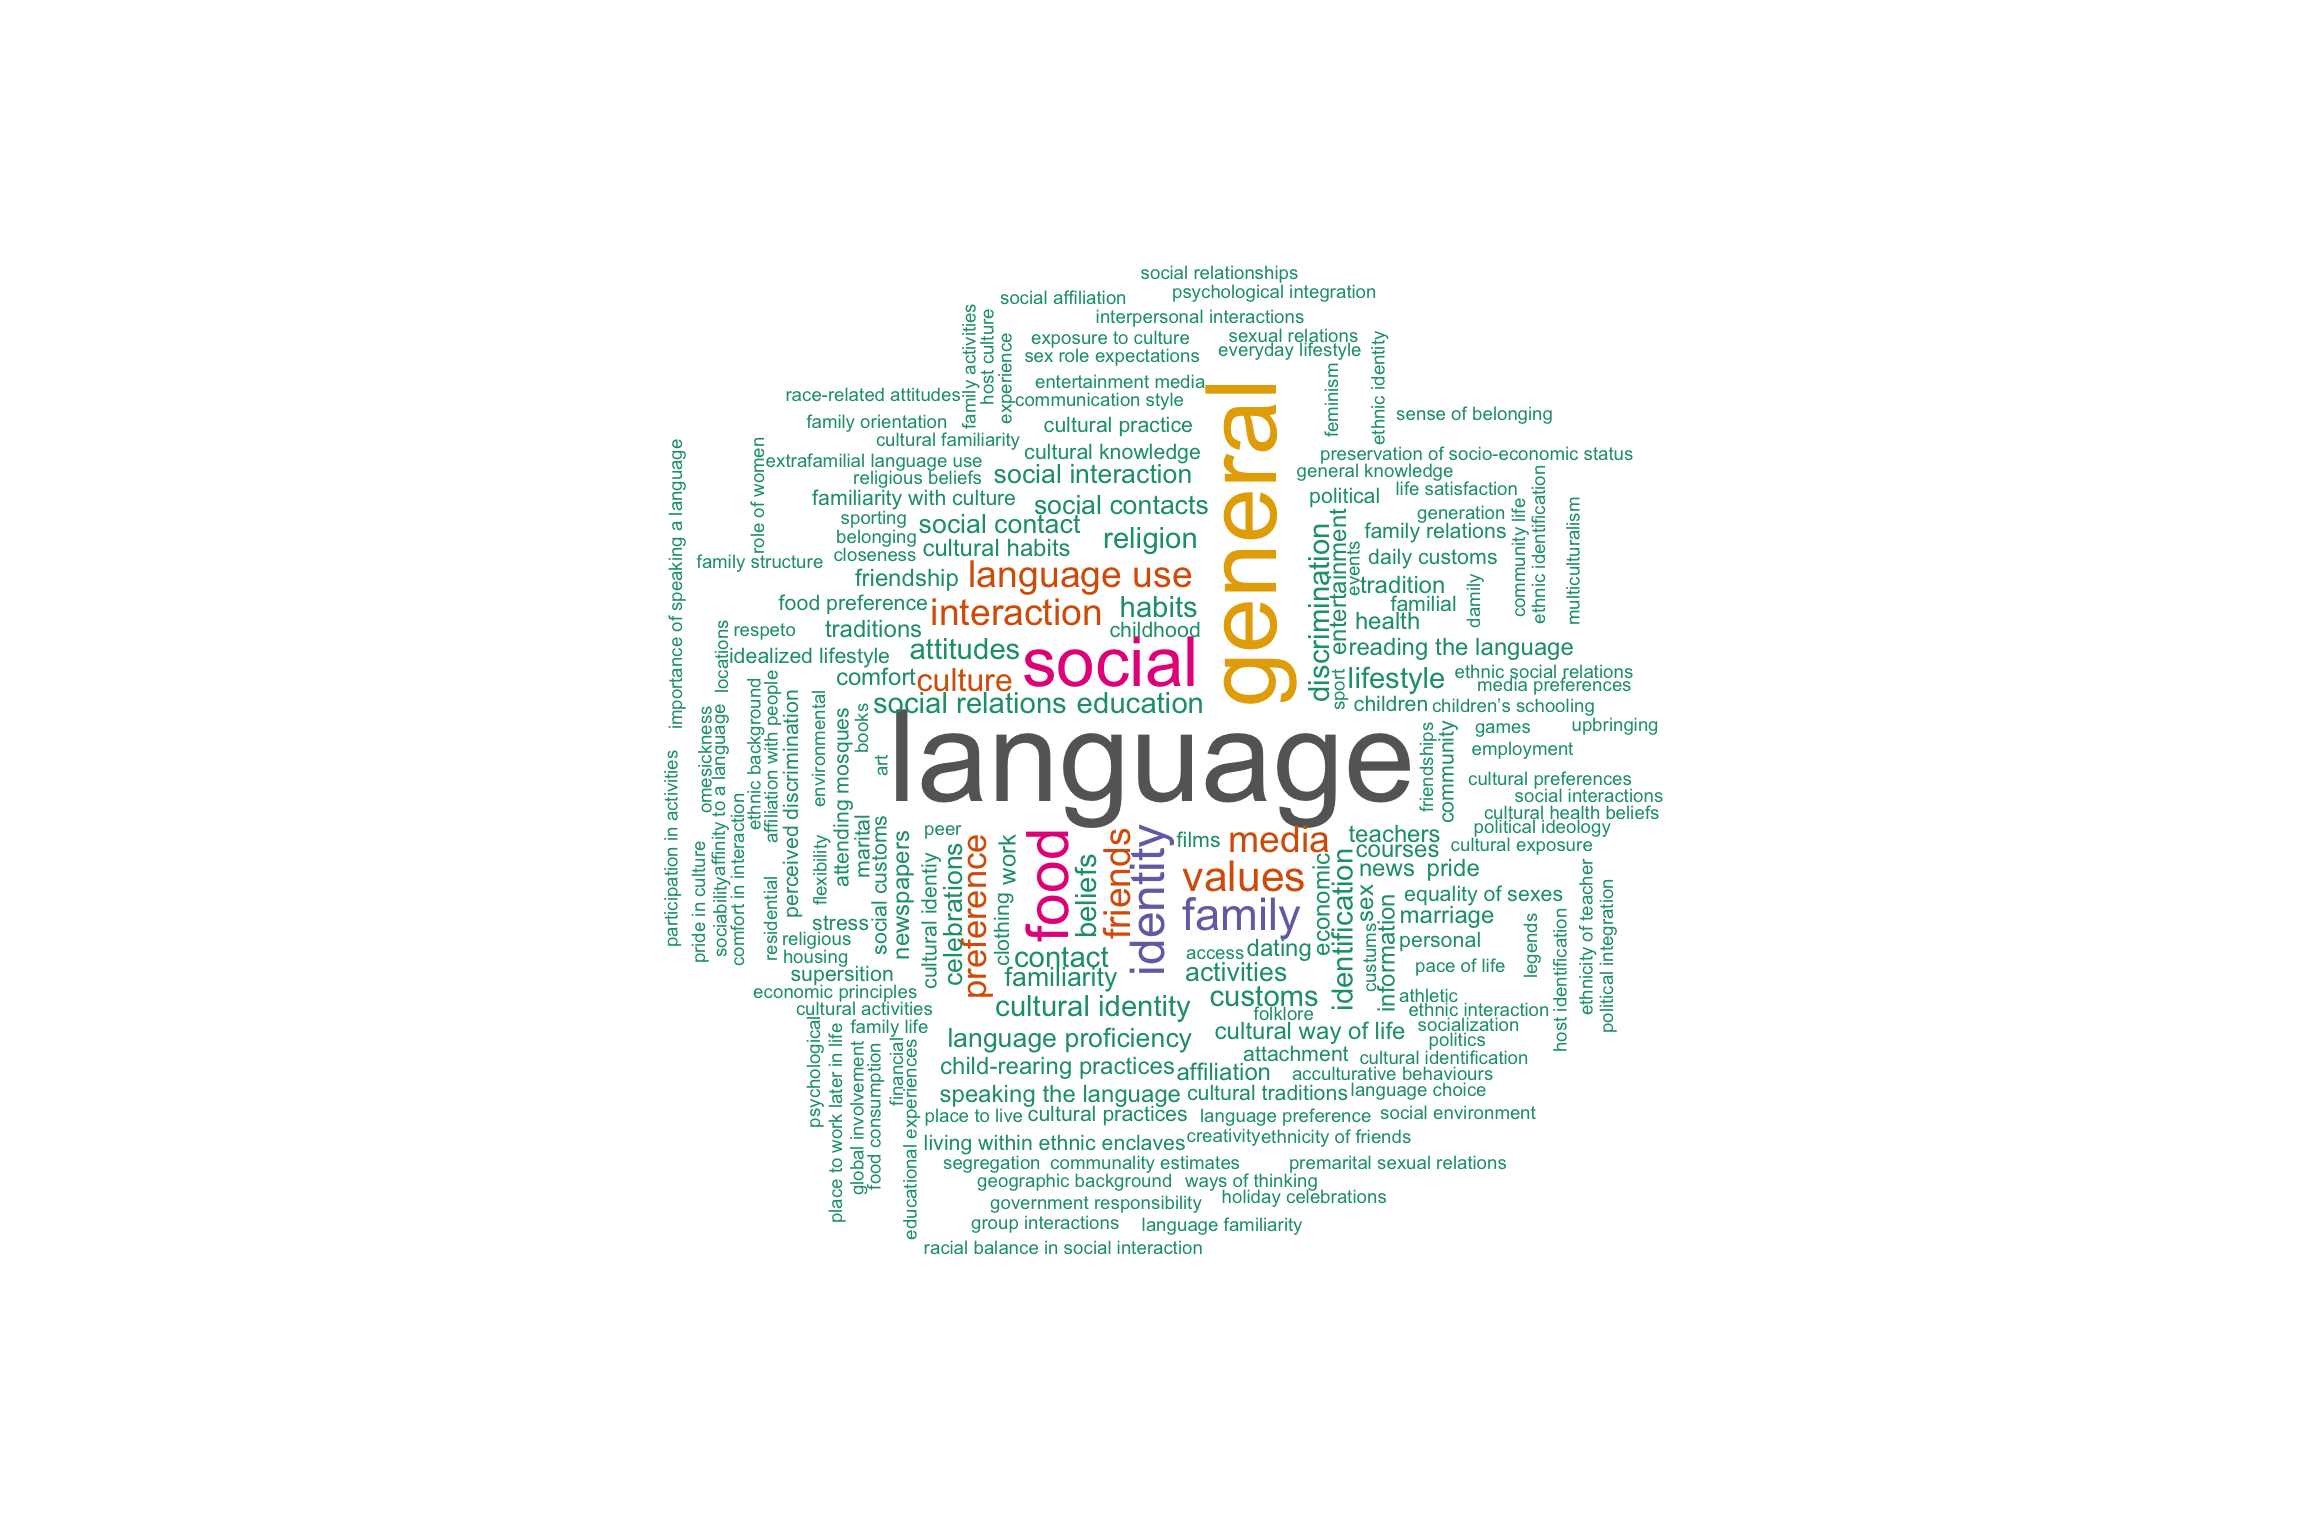 social relationships
psychological integration
social affiliation
interpersonal interactions
family activities
host culture
experience
exposure to culture
sexual relations
sex role expectations
everyday lifestyle
ethnic identity
feminism
entertainment media
race-related attitudes
communication style
general
sense of belonging
family orientation
cultural practice
cultural familiarity
cultural knowledge
preservation of socio-economic status
extrafamilial language use
general knowledge
religious beliefs
social interaction
importance of speaking a language
role of women
familiarity with culture
social contacts
political
life satisfaction
sporting
social contact
generation
belonging
religion
family relations
closeness
cultural habits
daily customs
community life
ethnic identification
multiculturalism
family structure
friendship
language use
discrimination
entertainment
events
tradition
food preference
interaction
habits
familial
damily
respeto
traditions
childhood
health
locations
idealized lifestyle
attitudes
social
reading the language
comfort
culture
sport
lifestyle
ethnic social relations
media preferences
social relations
education
children
children’s schooling
language
games
upbringing
employment
friendships
community
cultural preferences
social interactions
cultural health beliefs
omesickness
affinity to a language
ethnic background
affiliation with people
perceived discrimination
environmental
attending mosques
books
art
participation in activities
pride in culture
sociability
comfort in interaction
residential
flexibility
marital
social customs
newspapers
peer
cultural identiy
celebrations
preference
clothing
work
food
beliefs
friends
identity
films
media
teachers
political ideology
courses
cultural exposure
values
economic
identification
news
pride
sex
equality of sexes
family
marriage
stress
religious
housing
access
dating
custums
information
personal
legends
host identification
ethnicity of teacher
political integration
contact
supersition
familiarity
activities
pace of life
economic principles
cultural identity
customs
athletic
cultural activities
folklore
ethnic interaction
family life
language proficiency
cultural way of life
socialization
politics
psychological
place to work later in life
global involvement
food consumption
financial
educational experiences
attachment
cultural identification
child-rearing practices
affiliation
acculturative behaviours
speaking the language
cultural traditions
language choice
place to live
cultural practices
language preference
social environment
living within ethnic enclaves
creativity
ethnicity of friends
segregation
communality estimates
premarital sexual relations
geographic background
ways of thinking
government responsibility
holiday celebrations
group interactions
language familiarity
racial balance in social interaction